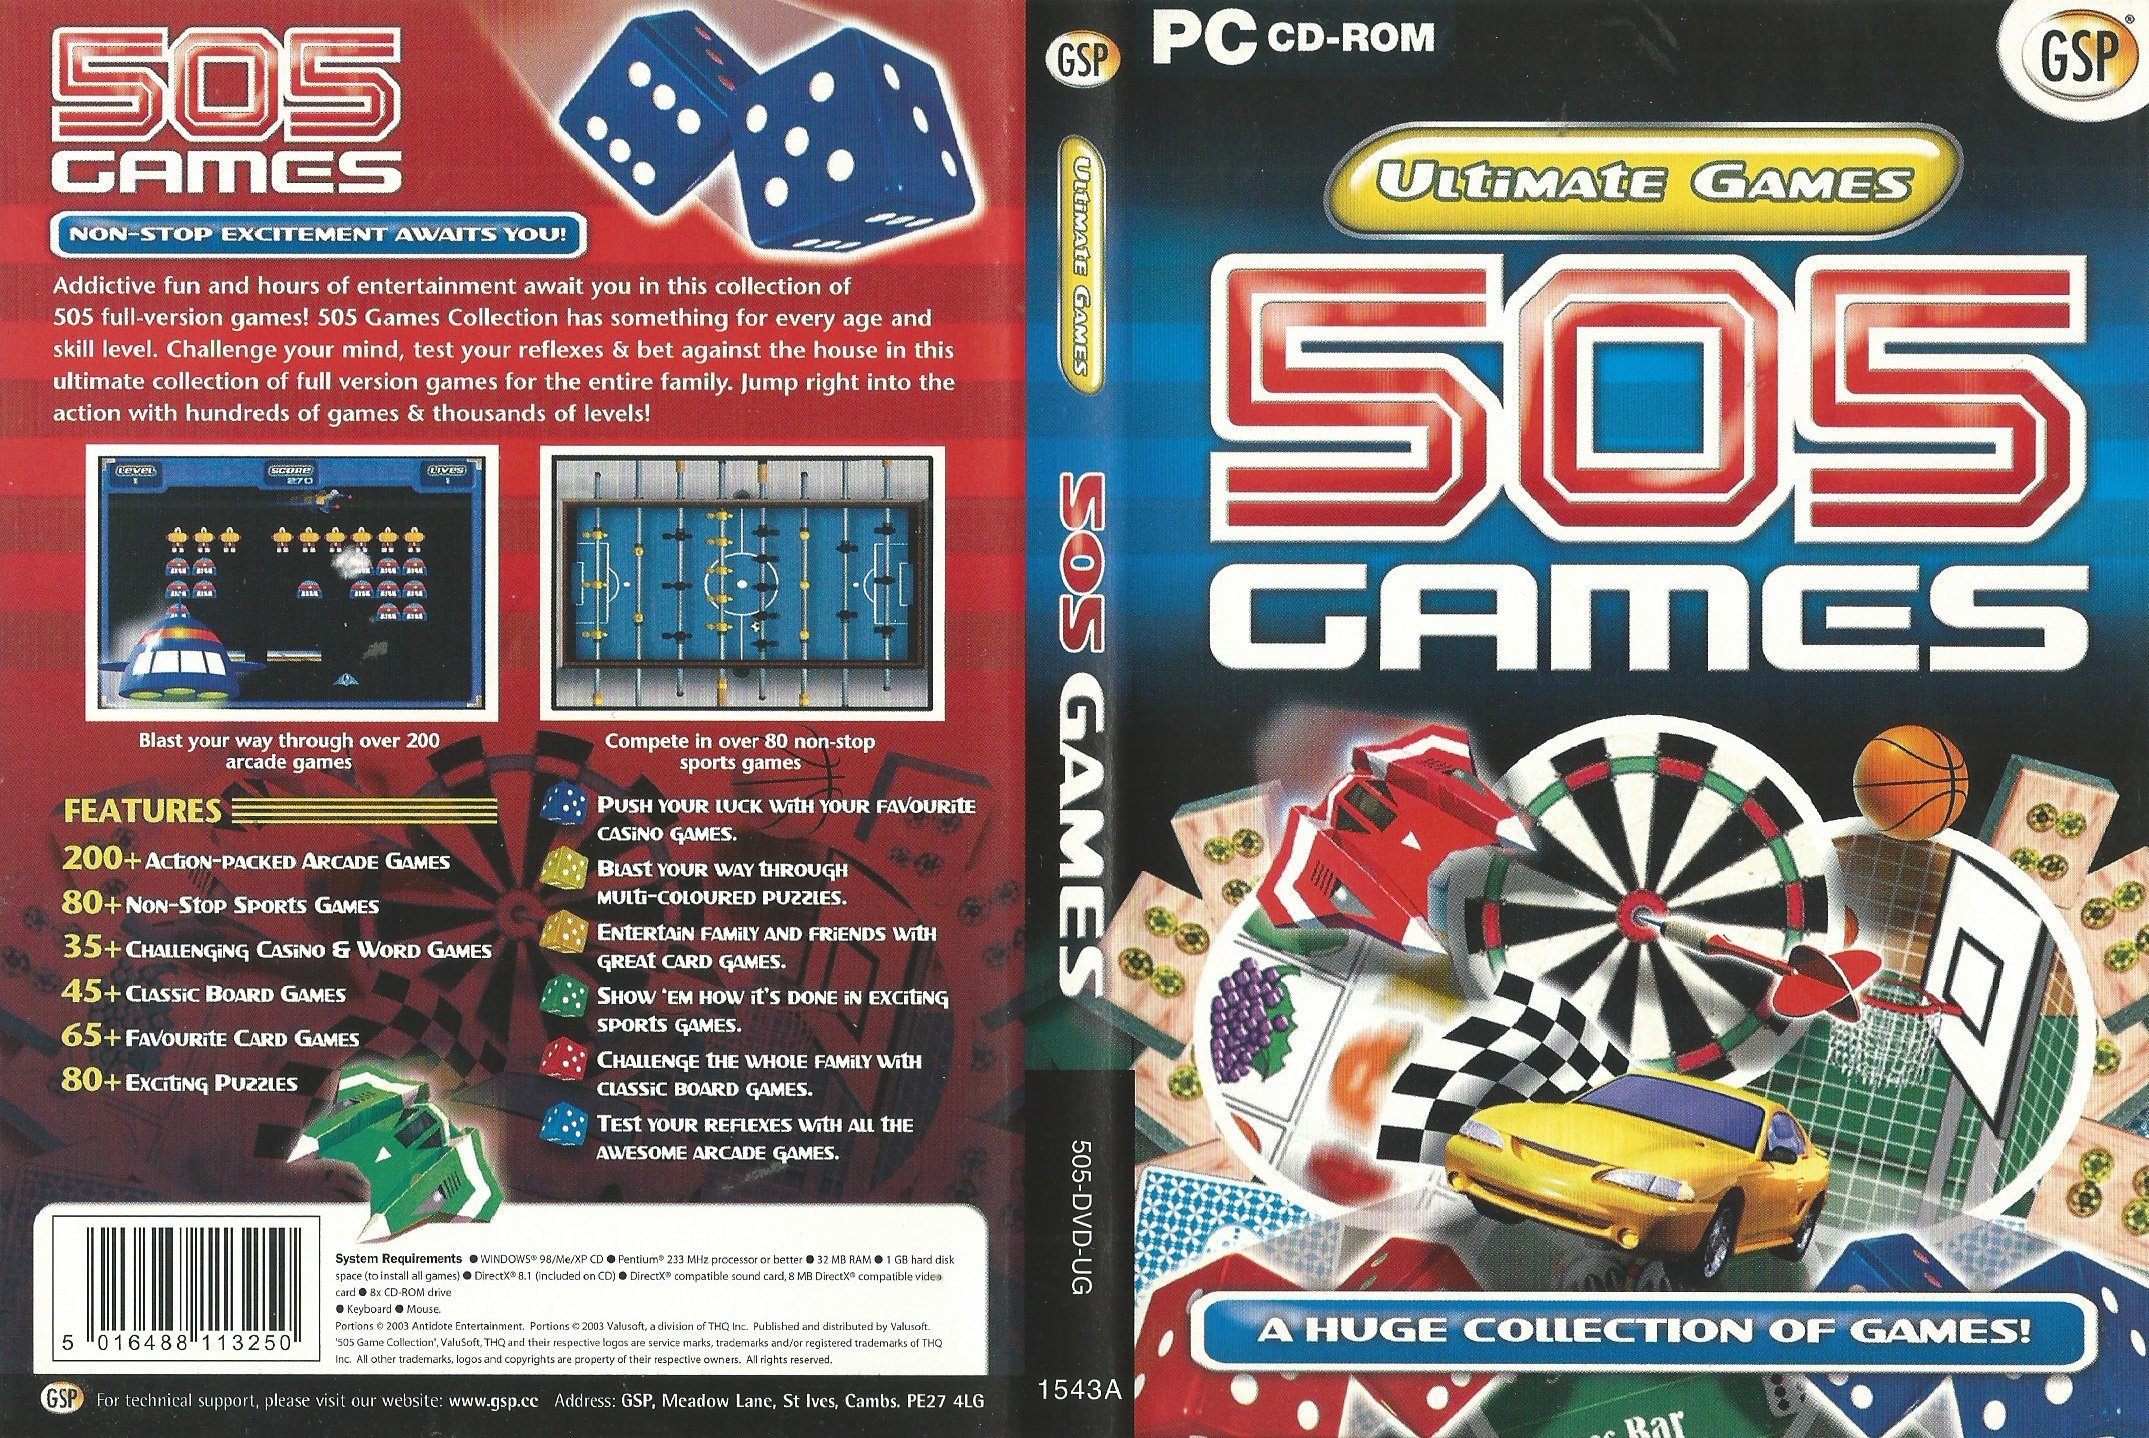 505
GAMES
NON-STOP EXCITEMENT AWAITS YOU!
Addictive fun and hours of entertainment await you in this collection of
505 full-version games! 505 Games Collection has something for every age and
skill level. Challenge your mind, test your reflexes & bet against the house in this
ultimate collection of full version games for the entire family. Jump right into the
action with hundreds of games & thousands of levels!
LEVEL
1
SCORE
270
LIVES
1
Blast your way through over 200
arcade games
Compete in over 80 non-stop
sports games
FEATURES
200+ Action-packed Arcade Games
80+ Non-Stop Sports Games
35+ Challenging Casino & Word Games
45+ Classic Board Games
65+ Favourite Card Games
80+ Exciting Puzzles
Push your luck with your favourite
casino games.
Blast your way through
multi-coloured puzzles.
Entertain family and friends with
great card games.
Show 'em how it's done in exciting
sports games.
Challenge the whole family with
classic board games.
Test your reflexes with all the
awesome arcade games.
5 016488 113250
System Requirements ● WINDOWS® 98/Me/XP CD ● Pentium® 233 MHz processor or better ● 32 MB RAM ● 1 GB hard disk
space (to install all games) ● DirectX® 8.1 (included on CD) ● DirectX® compatible sound card, 8 MB DirectX® compatible video
card ● 8x CD-ROM drive
● Keyboard ● Mouse.
Portions © 2003 Antidote Entertainment. Portions © 2003 Valusoft, a division of THQ Inc. Published and distributed by Valusoft.
'505 Game Collection', ValuSoft, THQ and their respective logos are service marks, trademarks and/or registered trademarks of THQ
Inc. All other trademarks, logos and copyrights are property of their respective owners. All rights reserved.
GSP For technical support, please visit our website: www.gsp.cc Address: GSP, Meadow Lane, St Ives, Cambs. PE27 4LG
GSP
Ultimate Games
505 GAMES
505-DVD-UG
1543A
PC CD-ROM
GSP®
Ultimate Games
505
GAMES
A HUGE COLLECTION OF GAMES!
Bar